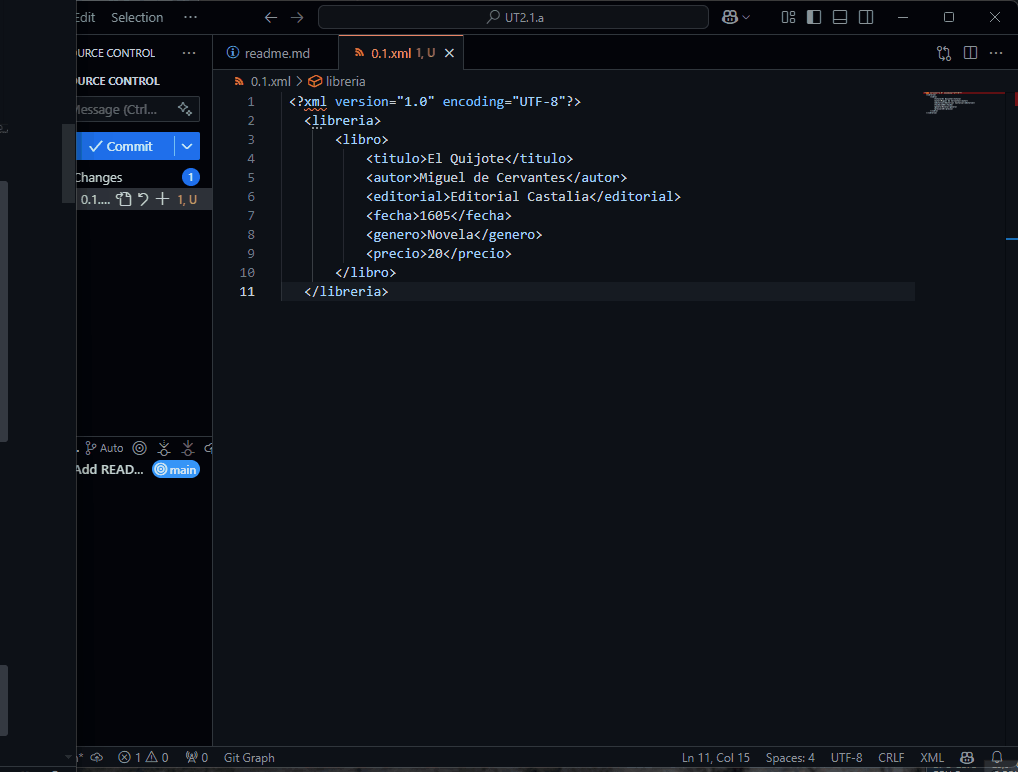 Edit Selection ···
UT2.1.a
SOURCE CONTROL ···
readme.md
0.1.xml 1, U
SOURCE CONTROL
0.1.xml > libreria
Message (Ctrl...
Commit
Changes 1
0.1.... 1, U
1 <?xml version="1.0" encoding="UTF-8"?>
2 <libreria>
3 <libro>
4 <titulo>El Quijote</titulo>
5 <autor>Miguel de Cervantes</autor>
6 <editorial>Editorial Castalia</editorial>
7 <fecha>1605</fecha>
8 <genero>Novela</genero>
9 <precio>20</precio>
10 </libro>
11 </libreria>
Auto
Add READ... main
1 0 0 Git Graph Ln 11, Col 15 Spaces: 4 UTF-8 CRLF XML